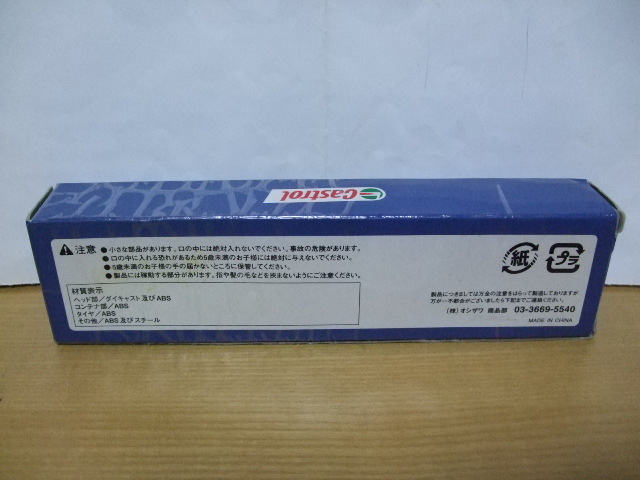 Castrol
注意
●小さな部品があります。口の中には絶対入れないでください。事故の危険があります。
●口の中に入れる恐れがあるため5歳未満のお子様には絶対に与えないでください。
●5歳未満のお子様の手の届かないところに保管してください。
●製品には稼動する部分があります。指や髪の毛などを挟まないようにご注意ください。
材質表示
ヘッド部/ダイキャスト及びABS
コンテナ部/ABS
タイヤ/ABS
その他/ABS及びスチール
紙
プラ
製品につきましては万全の注意をはらって製造しておりますが
万が一不都合がございましたら下記までご連絡ください。
(株)オシザワ 商品部 03-3669-5540
MADE IN CHINA